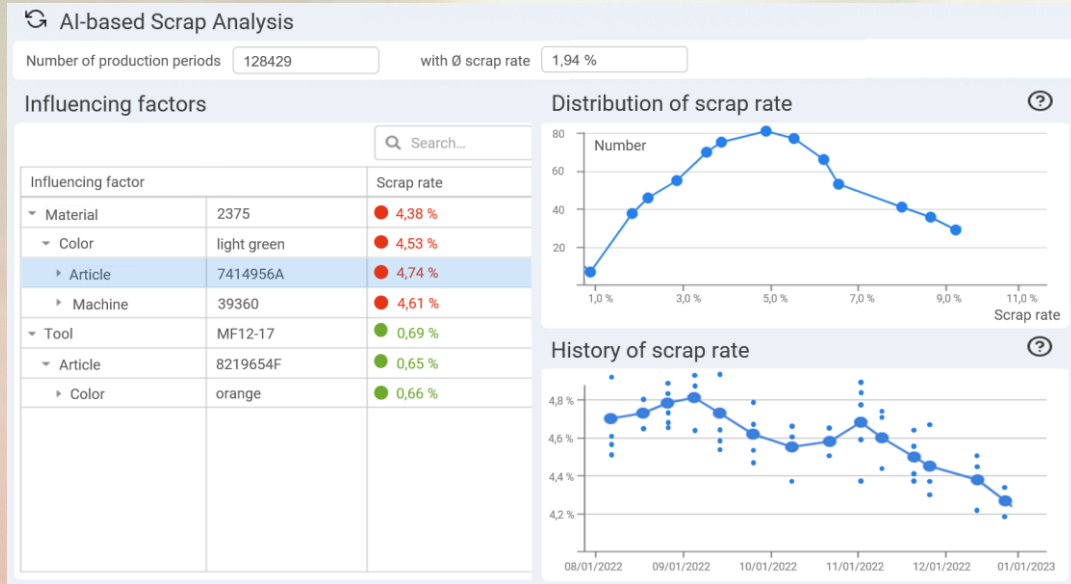 AI-based Scrap Analysis
Number of production periods 128429 with Ø scrap rate 1,94 %
Influencing factors
Search...
Influencing factor Scrap rate
Material 2375 4,38 %
Color light green 4,53 %
Article 7414956A 4,74 %
Machine 39360 4,61 %
Tool MF12-17 0,69 %
Article 8219654F 0,65 %
Color orange 0,66 %
Distribution of scrap rate ?
Number
80
60
40
20
1,0 % 3,0 % 5,0 % 7,0 % 9,0 % 11,0 %
Scrap rate
History of scrap rate ?
4,8 %
4,6 %
4,4 %
4,2 %
08/01/2022 09/01/2022 10/01/2022 11/01/2022 12/01/2022 01/01/2023